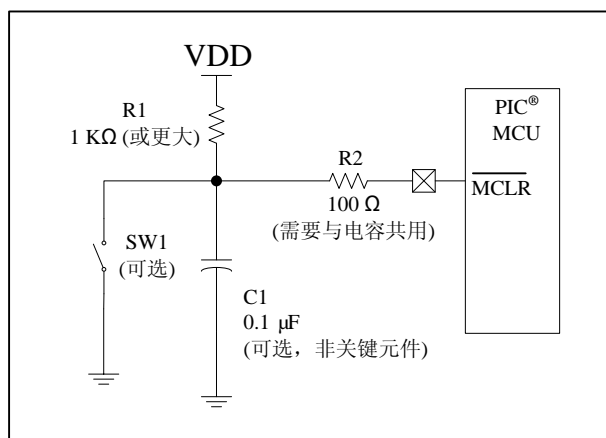 VDD
R1
1 KΩ (或更大)
R2
100 Ω
(需要与电容共用)
PIC®
MCU
MCLR
SW1
(可选)
C1
0.1 µF
(可选，非关键元件)